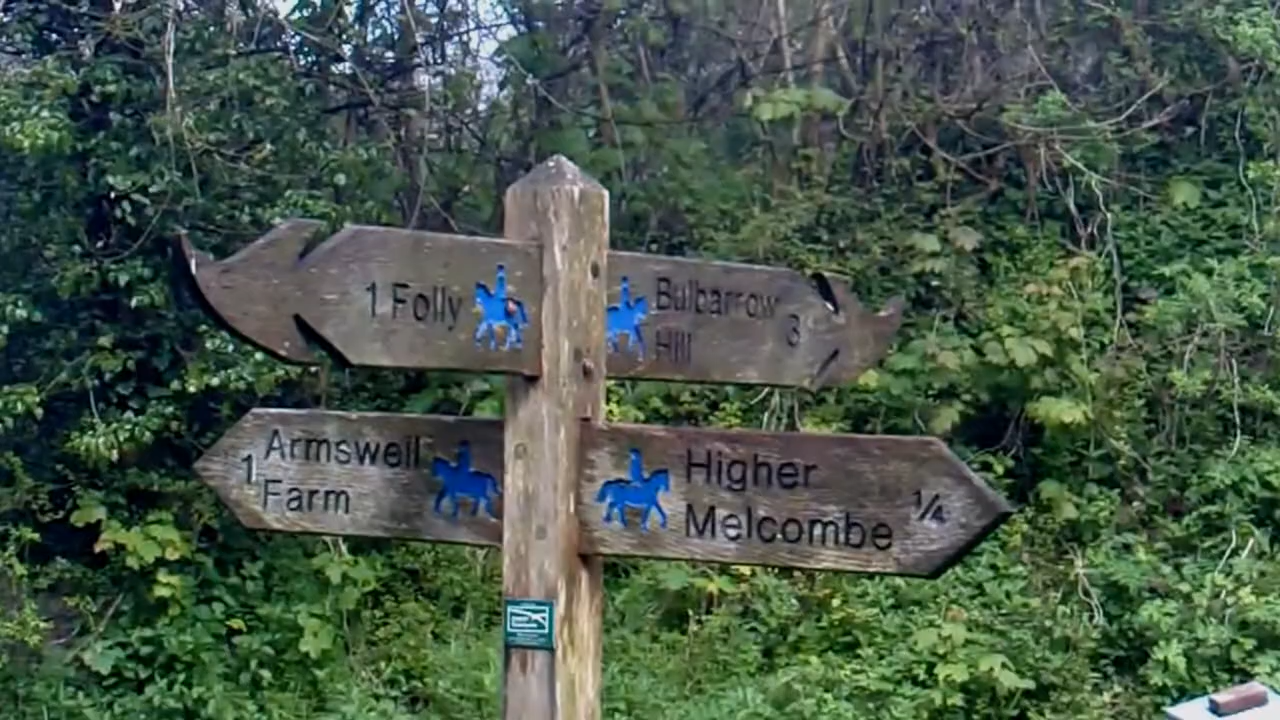 1 Folly
Bulbarrow
Hill 3
Armswell
1 Farm
Higher
Melcombe 1/4